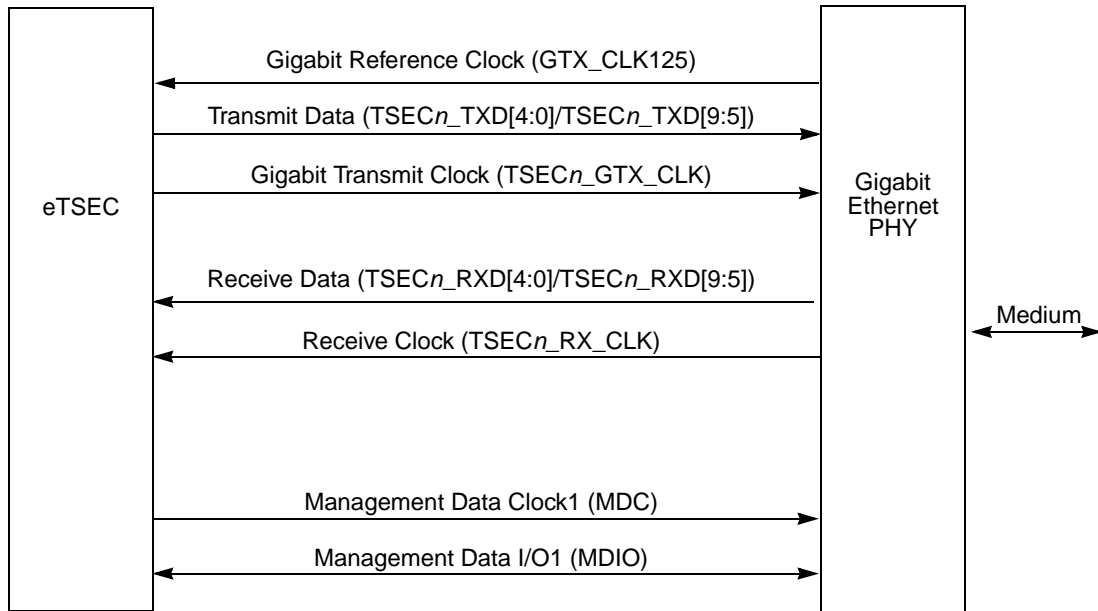 Gigabit Reference Clock (GTX_CLK125)
Transmit Data (TSECn_TXD[4:0]/TSECn_TXD[9:5])
Gigabit Transmit Clock (TSECn_GTX_CLK)
eTSEC
Gigabit
Ethernet
PHY
Receive Data (TSECn_RXD[4:0]/TSECn_RXD[9:5])
Medium
Receive Clock (TSECn_RX_CLK)
Management Data Clock1 (MDC)
Management Data I/O1 (MDIO)